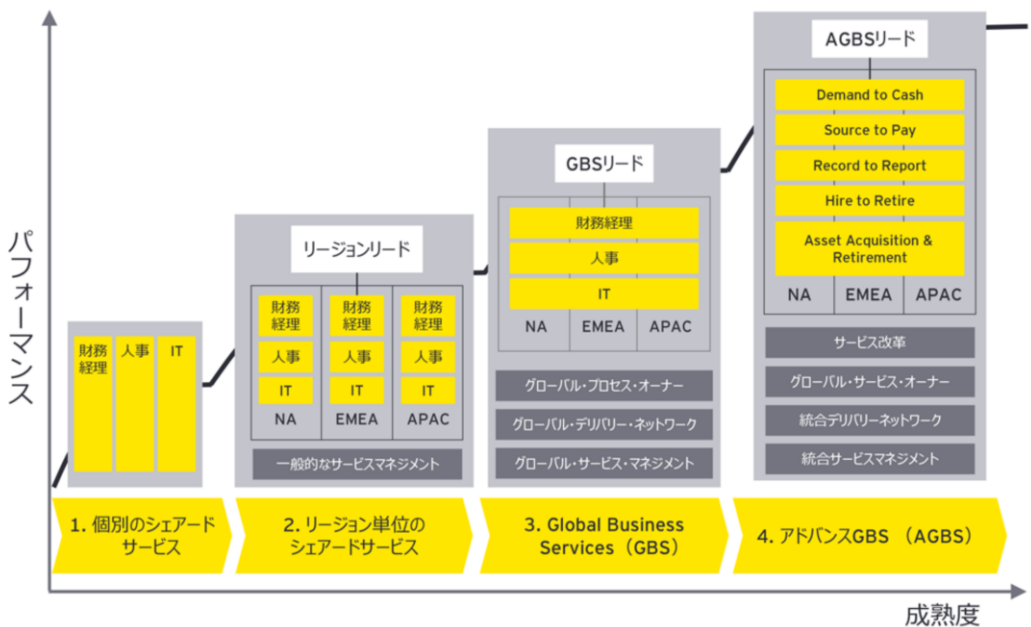 パフォーマンス
財務
経理
人事
IT
リージョンリード
財務
経理
財務
経理
財務
経理
人事
人事
人事
IT
IT
IT
NA
EMEA
APAC
一般的なサービスマネジメント
GBSリード
財務経理
人事
IT
NA
EMEA
APAC
グローバル・プロセス・オーナー
グローバル・デリバリー・ネットワーク
グローバル・サービス・マネジメント
AGBSリード
Demand to Cash
Source to Pay
Record to Report
Hire to Retire
Asset Acquisition &
Retirement
NA
EMEA
APAC
サービス改革
グローバル・サービス・オーナー
統合デリバリーネットワーク
統合サービスマネジメント
1. 個別のシェアード
サービス
2. リージョン単位の
シェアードサービス
3. Global Business
Services（GBS）
4. アドバンスGBS （AGBS）
成熟度